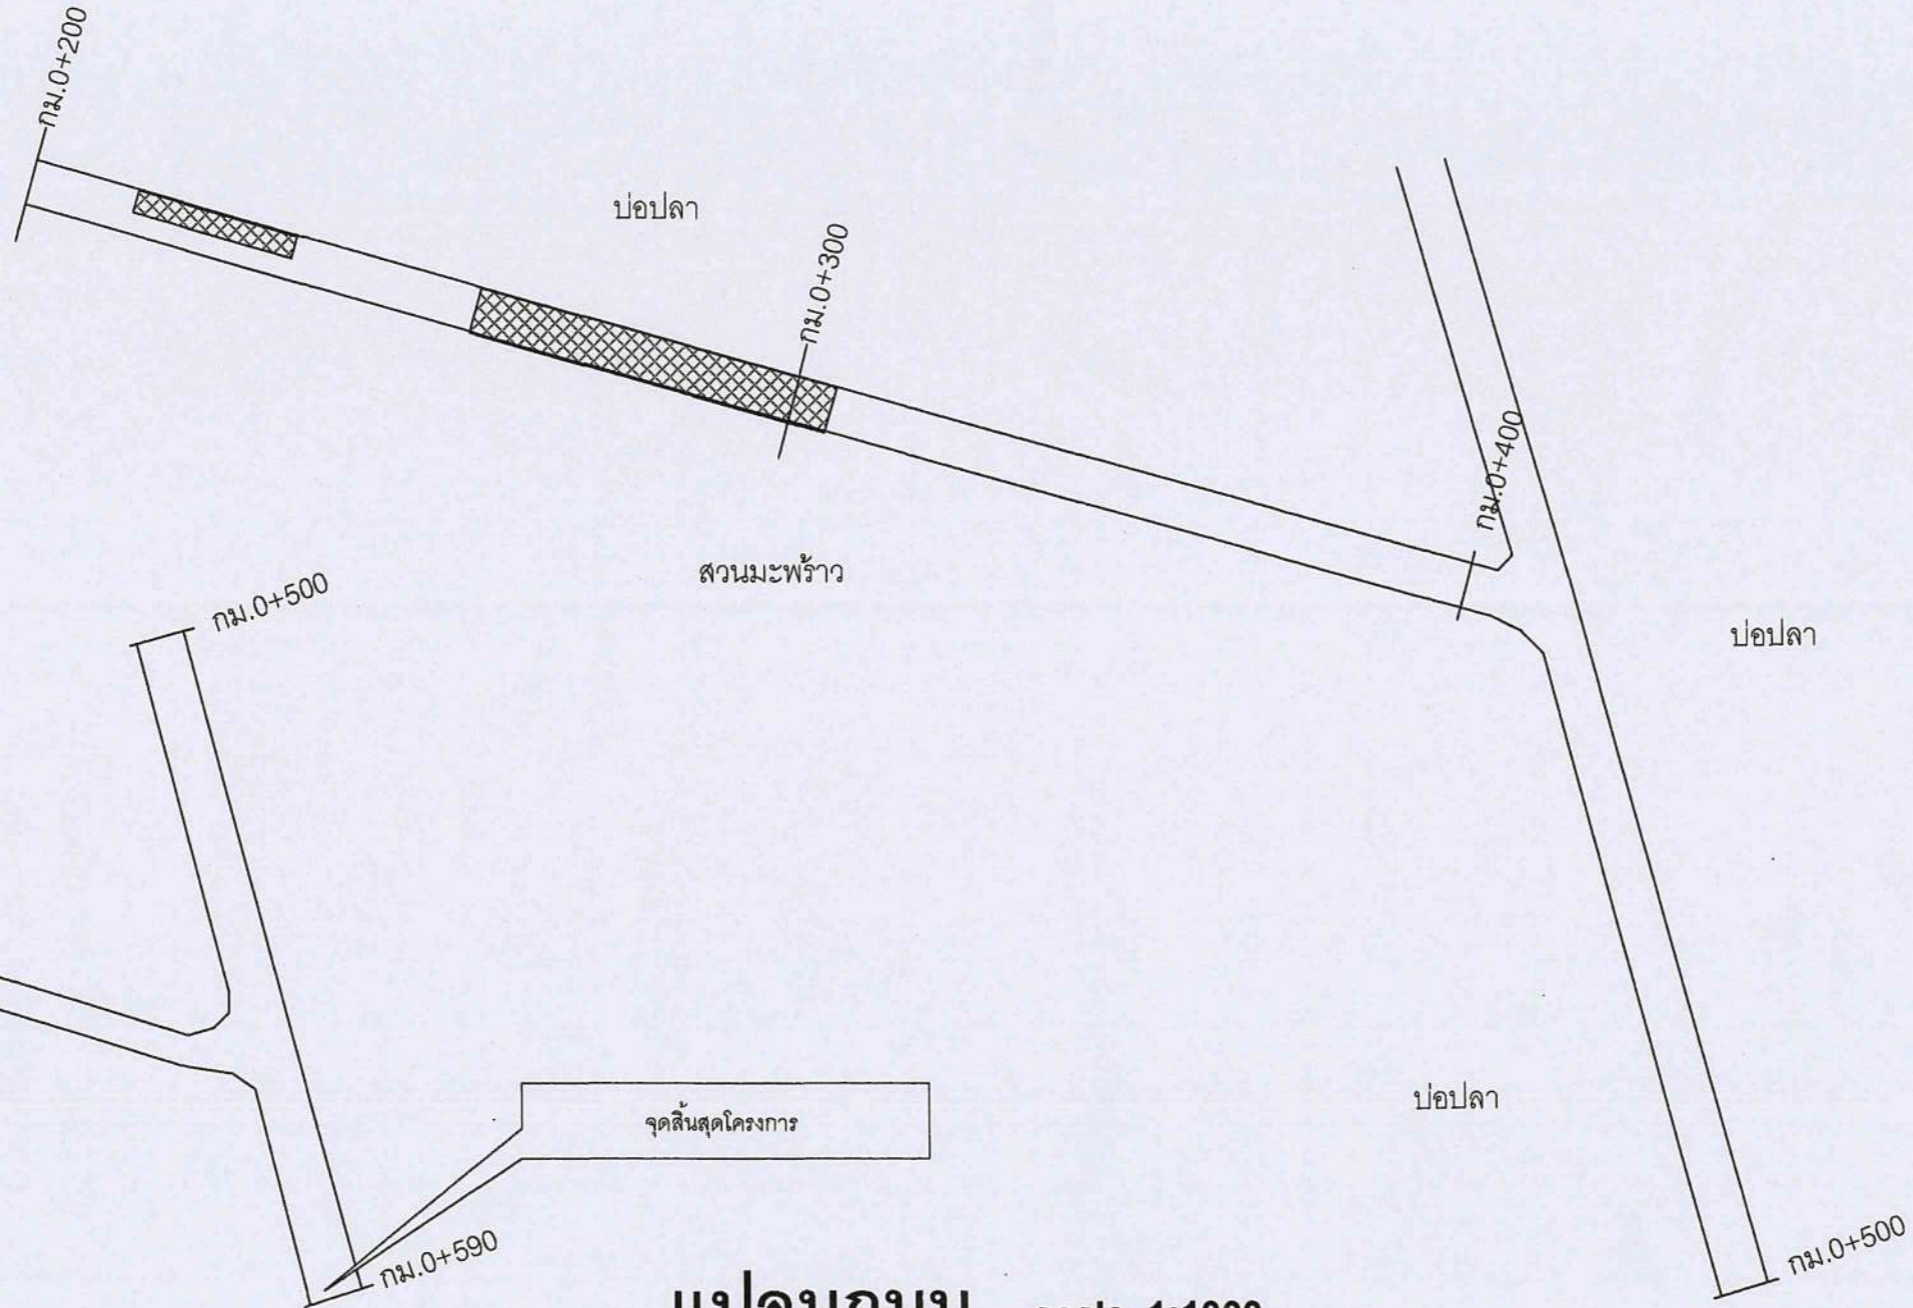 กม.0+200
บ่อปลา
กม.0+300
กม.0+400
สวนมะพร้าว
กม.0+500
บ่อปลา
บ่อปลา
จุดสิ้นสุดโครงการ
กม.0+590
กม.0+500